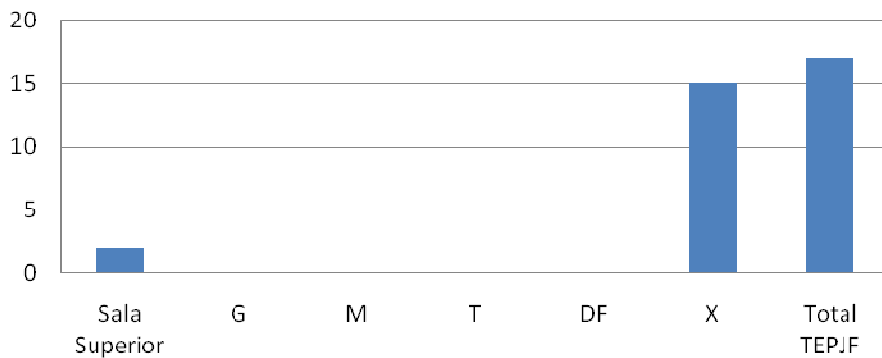 20
15
10
5
0
Sala Superior
G
M
T
DF
X
Total TEPJF